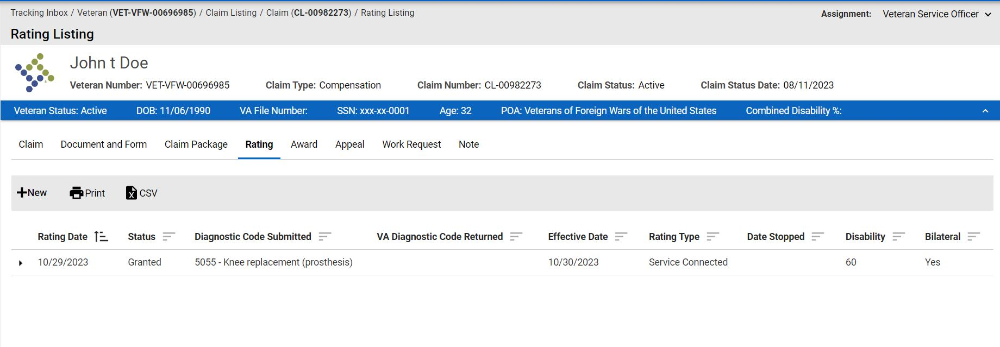 Tracking Inbox / Veteran (VET-VFW-00696985) / Claim Listing / Claim (CL-00982273) / Rating Listing
Assignment: Veteran Service Officer
Rating Listing
John t Doe
Veteran Number: VET-VFW-00696985 Claim Type: Compensation Claim Number: CL-00982273 Claim Status: Active Claim Status Date: 08/11/2023
Veteran Status: Active DOB: 11/06/1990 VA File Number: SSN: xxx-xx-0001 Age: 32 POA: Veterans of Foreign Wars of the United States Combined Disability %:
Claim Document and Form Claim Package Rating Award Appeal Work Request Note
New Print CSV
Rating Date Status Diagnostic Code Submitted VA Diagnostic Code Returned Effective Date Rating Type Date Stopped Disability Bilateral
10/29/2023 Granted 5055 - Knee replacement (prosthesis) 10/30/2023 Service Connected 60 Yes